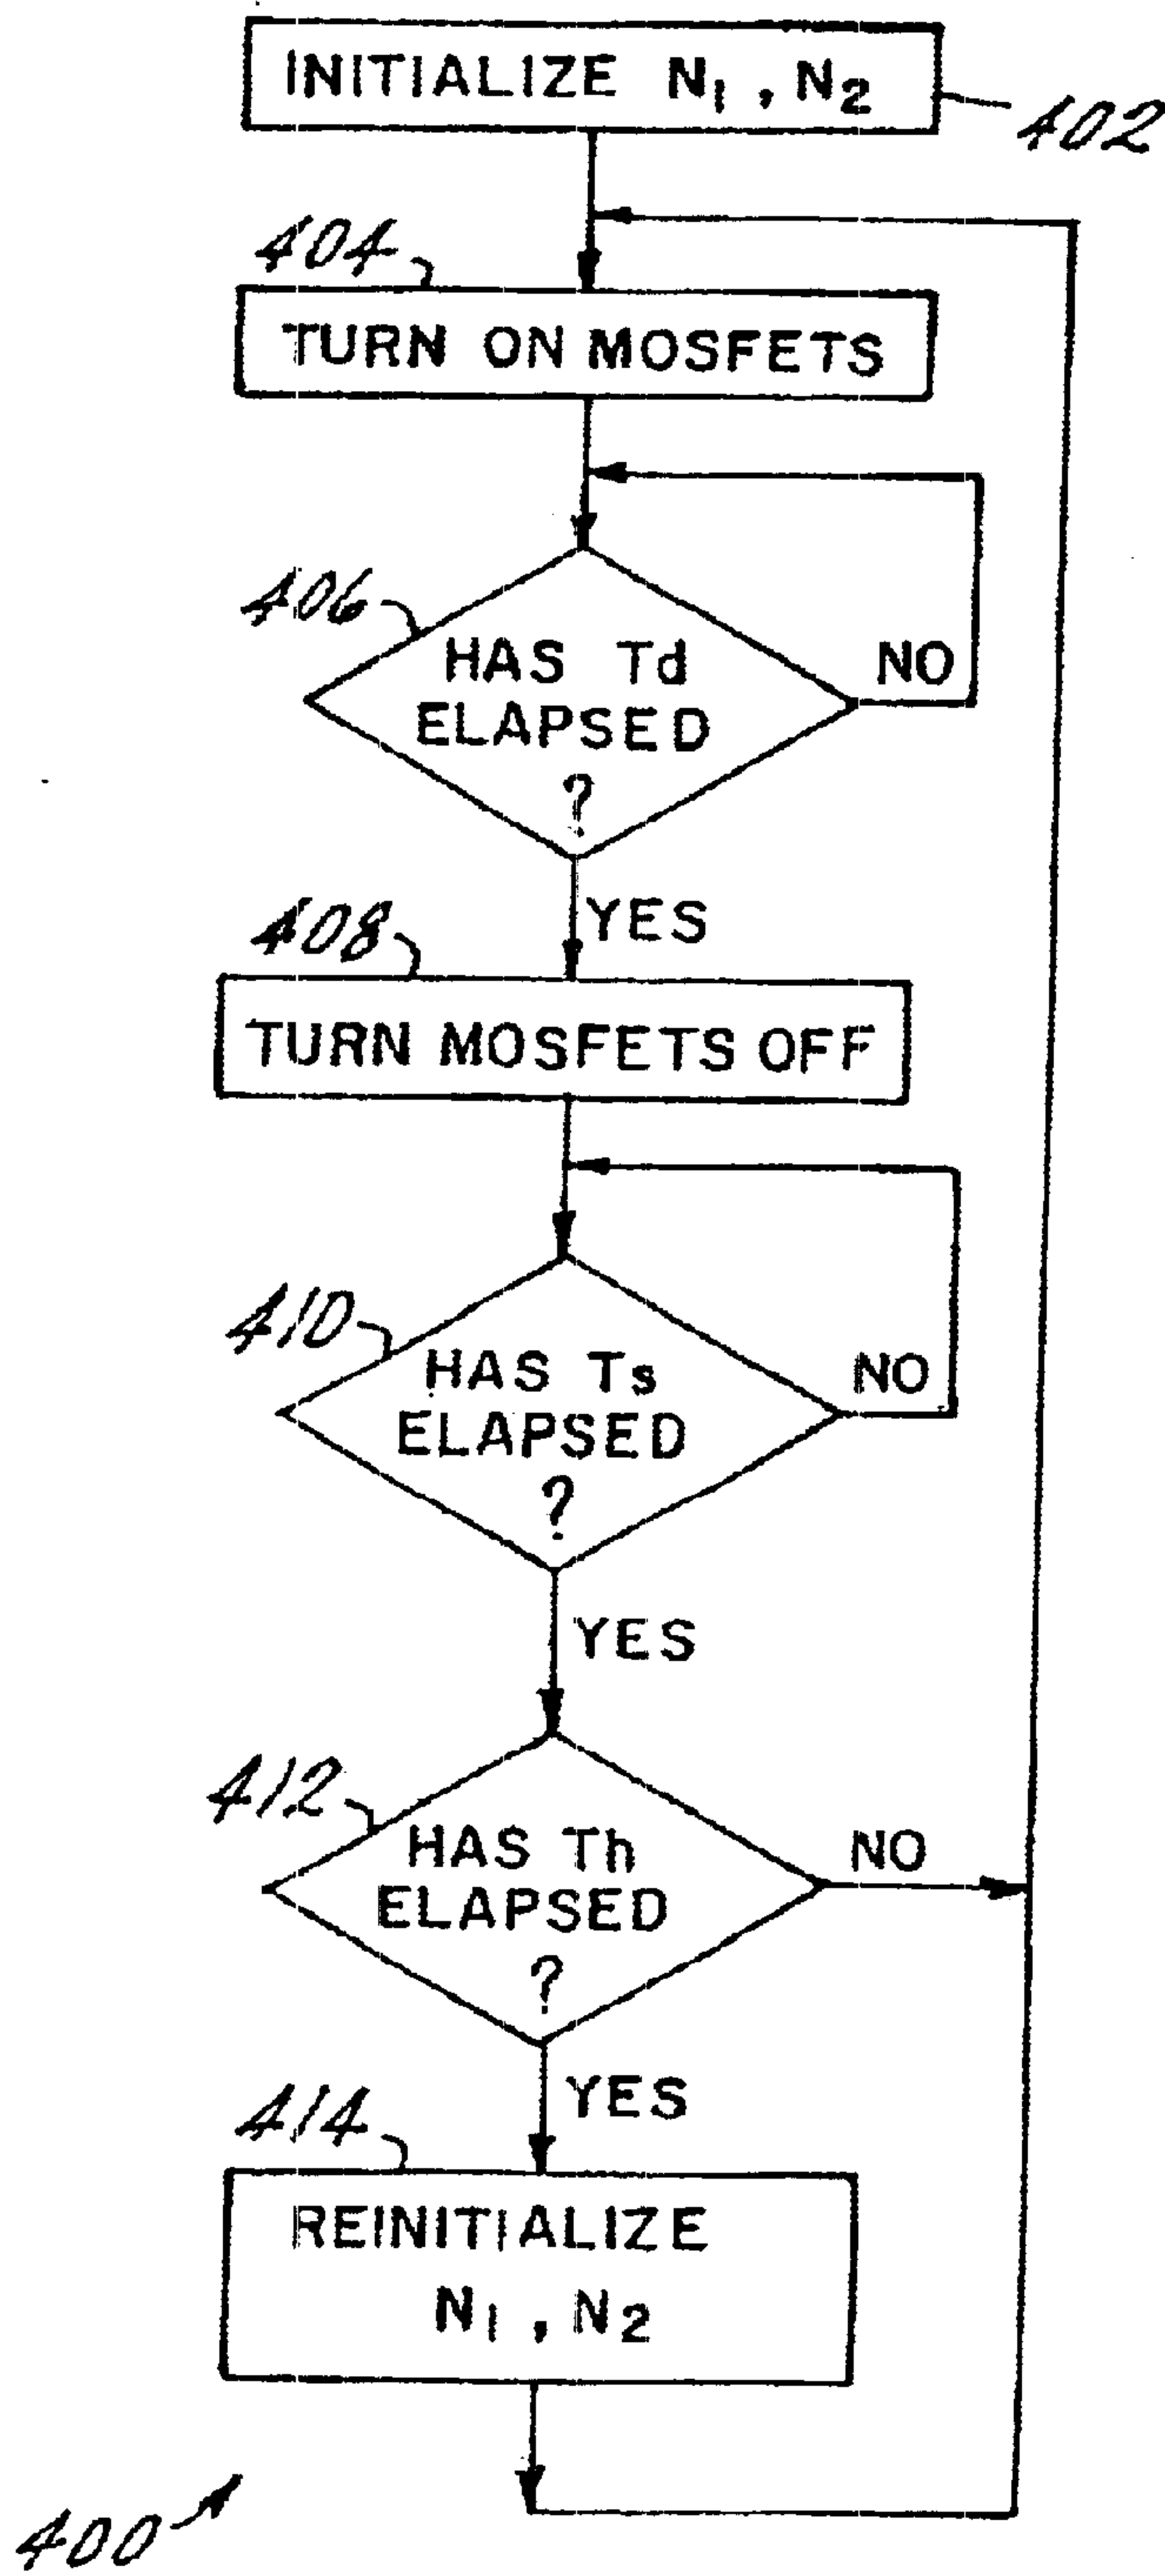 INITIALIZE N1, N2
402
404
TURN ON MOSFETS
406
HAS Td
ELAPSED
?
NO
YES
408
TURN MOSFETS OFF
410
HAS Ts
ELAPSED
?
NO
YES
412
HAS Th
ELAPSED
?
NO
YES
414
REINITIALIZE
N1, N2
400